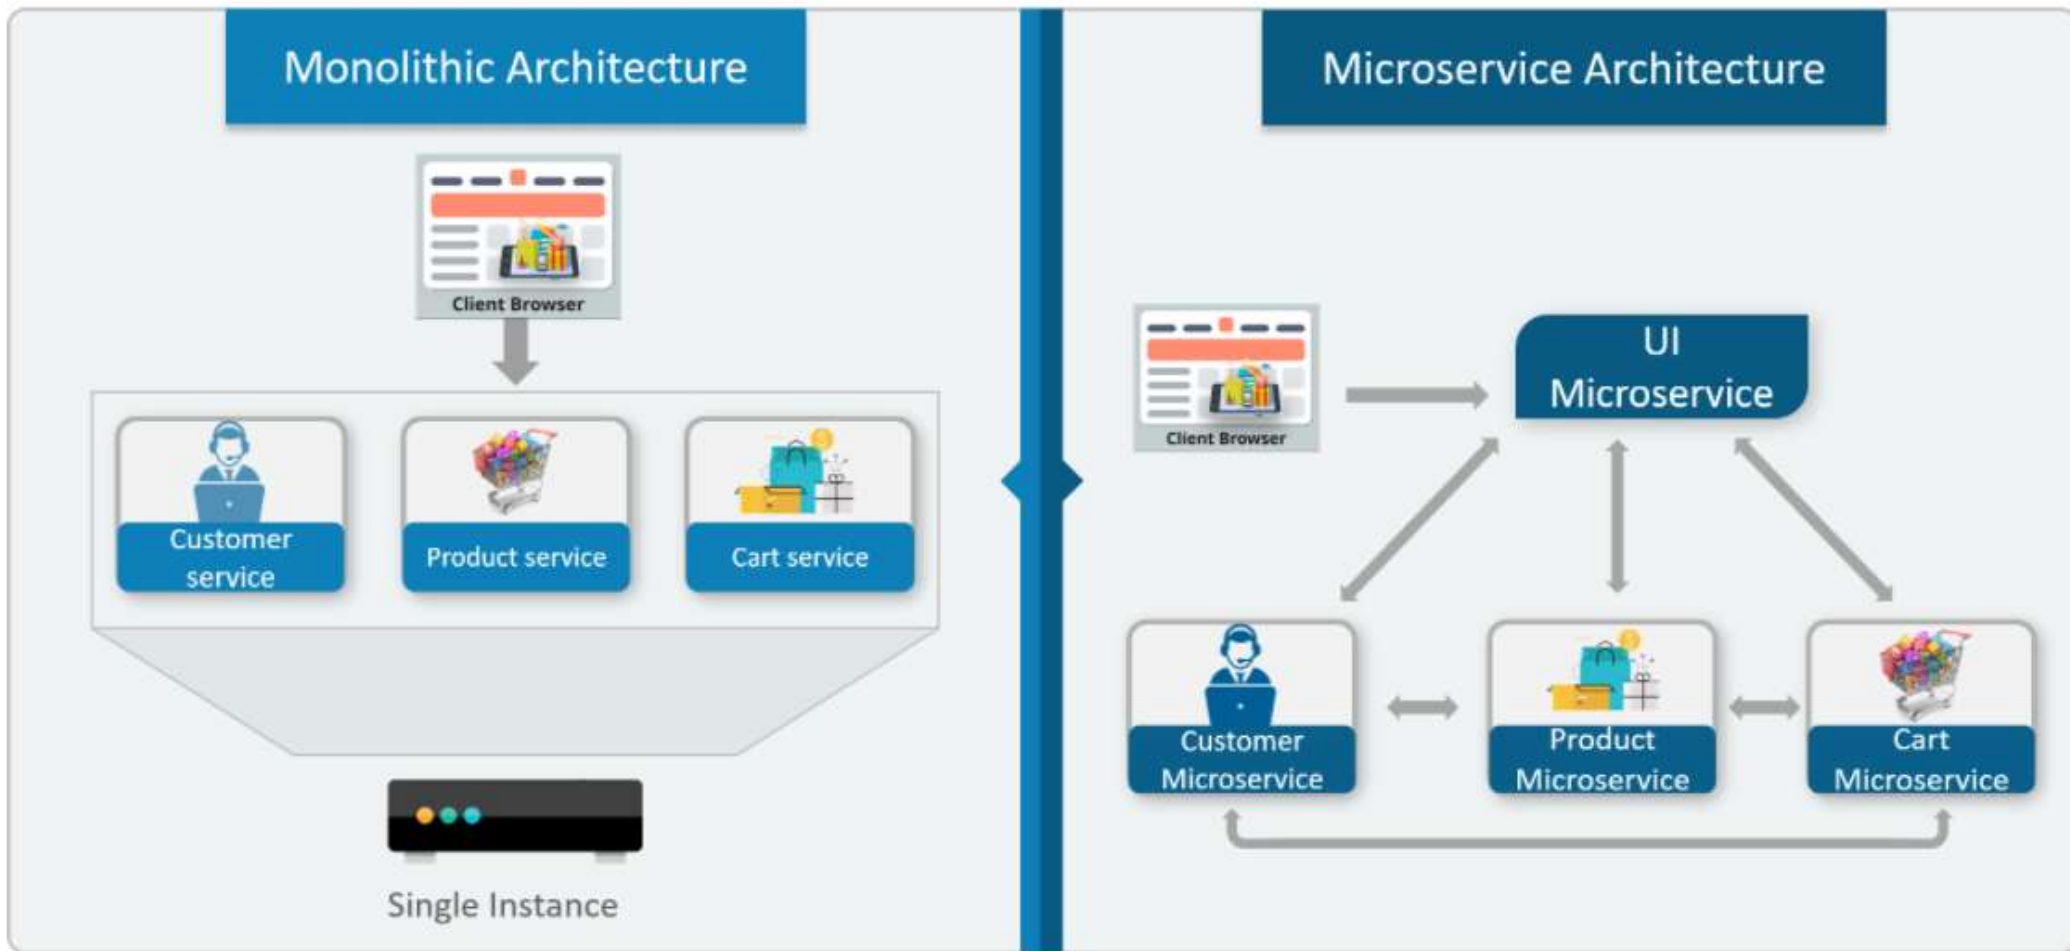 Monolithic Architecture
Client Browser
Customer
service
Product service
Cart service
Single Instance
Microservice Architecture
Client Browser
UI
Microservice
Customer
Microservice
Product
Microservice
Cart
Microservice